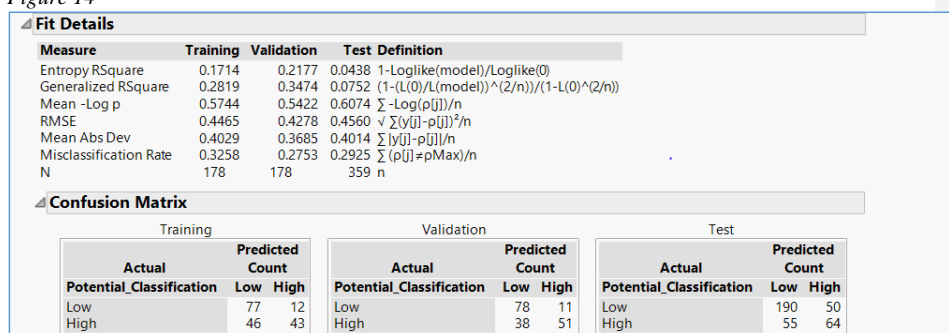 Figure 14
Fit Details
Measure Training Validation Test Definition
Entropy RSquare 0.1714 0.2177 0.0438 1-Loglike(model)/Loglike(0)
Generalized RSquare 0.2819 0.3474 0.0752 (1-(L(0)/L(model))^(2/n))/(1-L(0)^(2/n))
Mean -Log p 0.5744 0.5422 0.6074 ∑ -Log(ρ[j])/n
RMSE 0.4465 0.4278 0.4560 √ ∑(y[j]-ρ[j])²/n
Mean Abs Dev 0.4029 0.3685 0.4014 ∑ |y[j]-ρ[j]|/n
Misclassification Rate 0.3258 0.2753 0.2925 ∑ (ρ[j]≠ρMax)/n
N 178 178 359 n
Confusion Matrix
Training Validation Test
Predicted Predicted Predicted
Actual Count Actual Count Actual Count
Potential_Classification Low High Potential_Classification Low High Potential_Classification Low High
Low 77 12 Low 78 11 Low 190 50
High 46 43 High 38 51 High 55 64